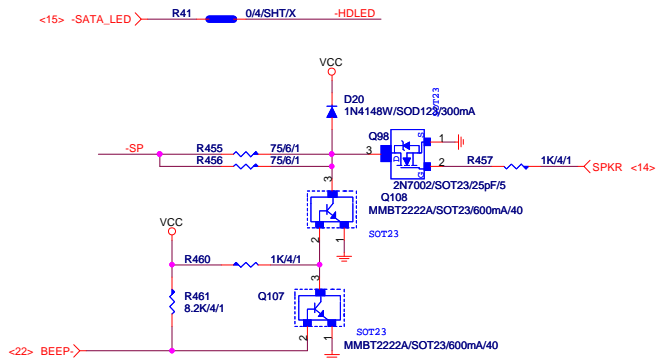 <15> -SATA_LED R41 0/4/SHT/X -HDLED
VCC
D20
1N4148W/SOD123/300mA
SOT23
Q98
-SP R455 75/6/1
R456 75/6/1
3 D S 1
G 2 R457 1K/4/1 SPKR <14>
2N7002/SOT23/25pF/5
3 Q108
MMBT2222A/SOT23/600mA/40
SOT23
2 1
VCC
R460 1K/4/1
3
R461
8.2K/4/1
Q107
SOT23
2 1
MMBT2222A/SOT23/600mA/40
<22> BEEP-